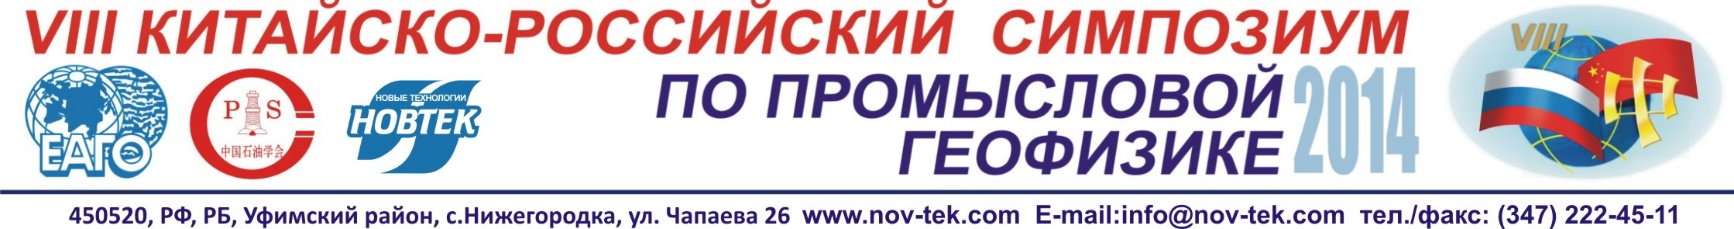 VIII КИТАЙСКО-РОССИЙСКИЙ СИМПОЗИУМ
ПО ПРОМЫСЛОВОЙ
ГЕОФИЗИКЕ
2014
ЕАГО
P S
中国石油学会
НОВЫЕ ТЕХНОЛОГИИ
НОВТЕК
VIII
中
450520, РФ, РБ, Уфимский район, с.Нижегородка, ул. Чапаева 26 www.nov-tek.com E-mail:info@nov-tek.com тел./факс: (347) 222-45-11